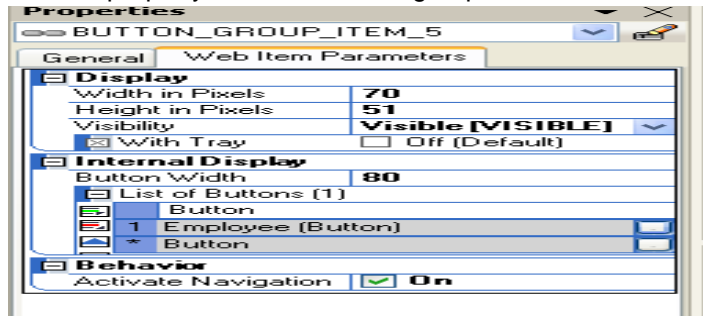 Properties
BUTTON_GROUP_ITEM_5
General Web Item Parameters
Display
Width in Pixels 70
Height in Pixels 51
Visibility Visible [VISIBLE]
With Tray Off (Default)
Internal Display
Button Width 80
List of Buttons (1)
Button
1 Employee (Button)
* Button
Behavior
Activate Navigation On